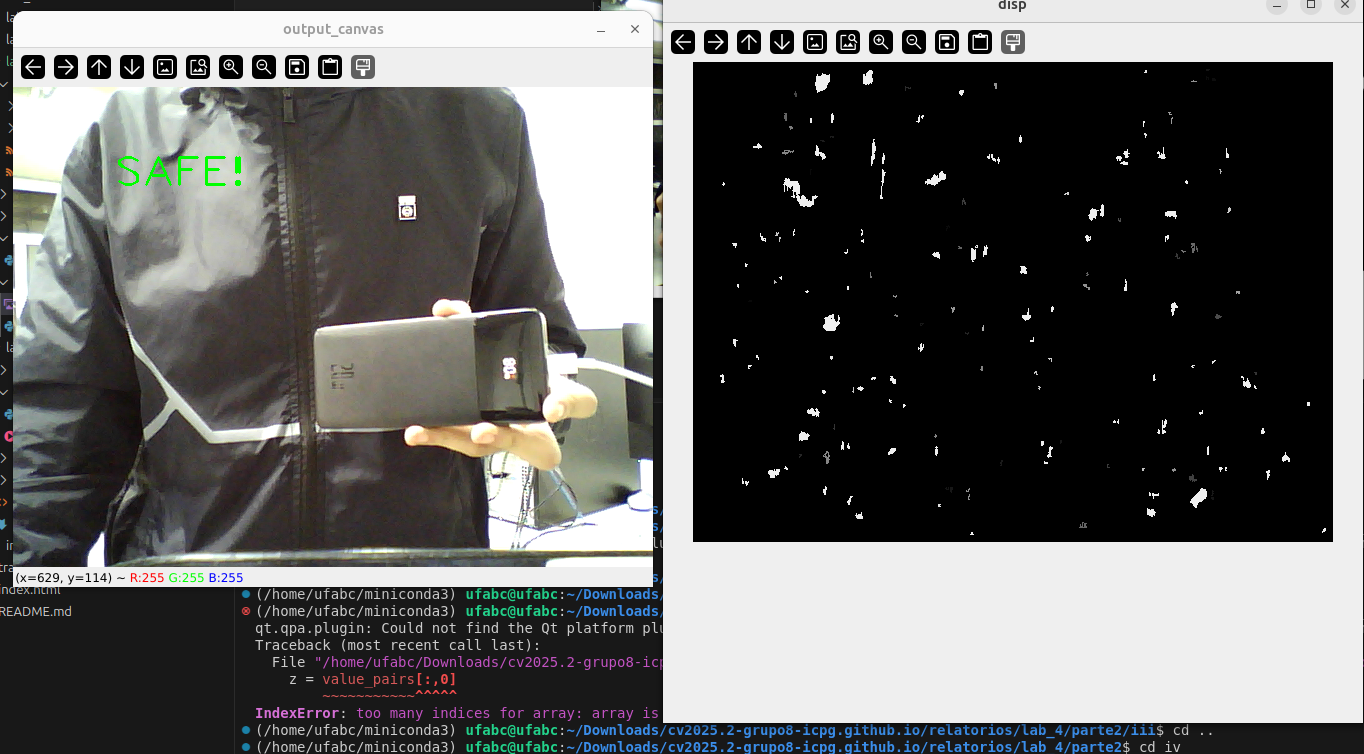 output_canvas
disp
SAFE!
(x=629, y=114) ~ R:255 G:255 B:255
index.html
README.md
(/home/ufabc/miniconda3) ufabc@ufabc:~/Downloads/
(/home/ufabc/miniconda3) ufabc@ufabc:~/Downloads/
qt.qpa.plugin: Could not find the Qt platform plu
Traceback (most recent call last):
File "/home/ufabc/Downloads/cv2025.2-grupo8-icp
z = value_pairs[:,0]
~~~~~~~~~~~^^^^^
IndexError: too many indices for array: array is
(/home/ufabc/miniconda3) ufabc@ufabc:~/Downloads/cv2025.2-grupo8-icpg.github.io/relatorios/lab_4/parte2/iii$ cd ..
(/home/ufabc/miniconda3) ufabc@ufabc:~/Downloads/cv2025.2-grupo8-icpg.github.io/relatorios/lab_4/parte2$ cd iv